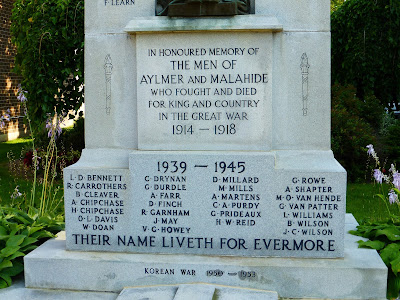 T LEARN
IN HONOURED MEMORY OF
THE MEN OF
AYLMER AND MALAHIDE
WHO FOUGHT AND DIED
FOR KING AND COUNTRY
IN THE GREAT WAR
1914 - 1918
1939 - 1945
L. D. BENNETT
R. CARROTHERS
B. CLEAVER
A. CHIPCHASE
H. CHIPCHASE
O. L. DAVIS
W. DOAN
C. DRYNAN
G. DURDLE
A. FARR
D. FINCH
R. GARNHAM
J. MAY
V. G. HOWEY
D. MILLARD
M. MILLS
A. MARTENS
C. A. PURDY
G. PRIDEAUX
H. W. REID
G. ROWE
A. SHAPTER
M. O. VAN HENDE
G. VAN PATTER
L. WILLIAMS
B. WILSON
J. C. WILSON
THEIR NAME LIVETH FOR EVERMORE
KOREAN WAR 1950 - 1953